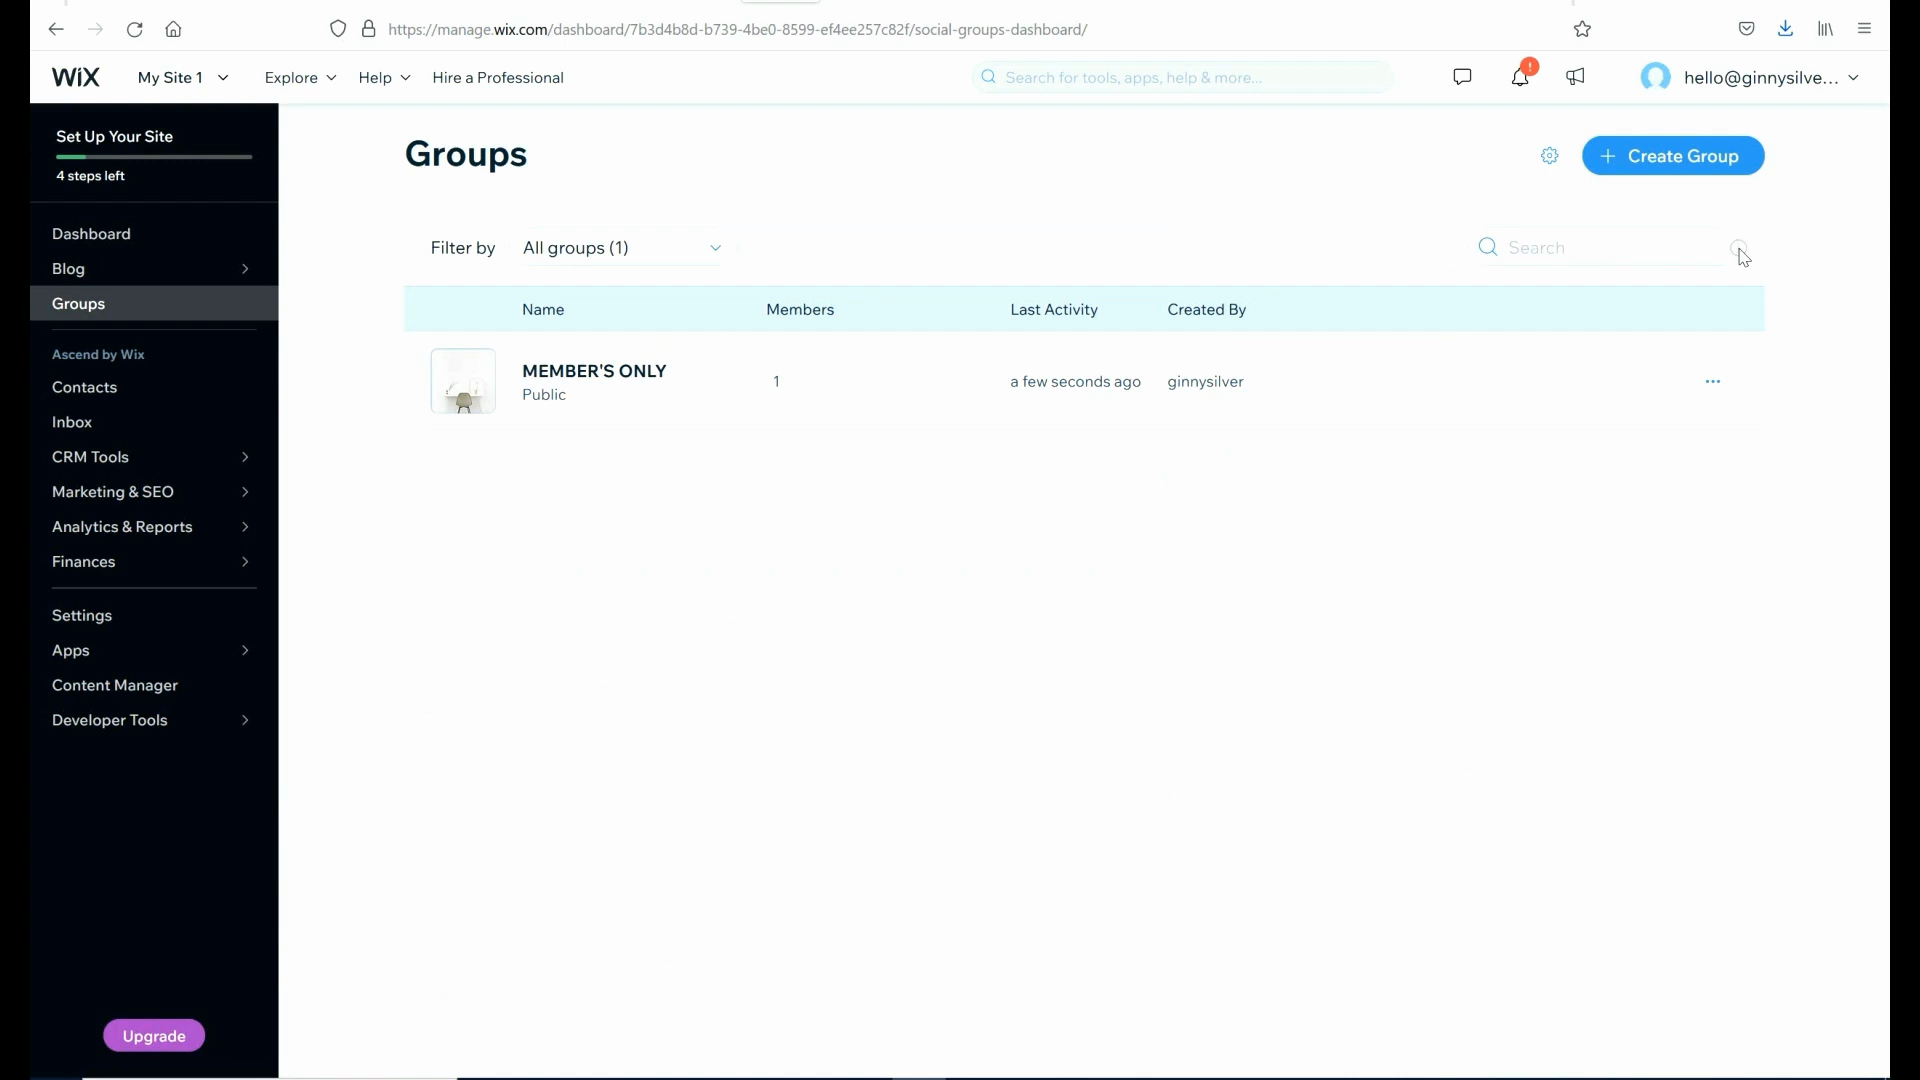 https://manage.wix.com/dashboard/7b3d4b8d-b739-4be0-8599-ef4ee257c82f/social-groups-dashboard/
WiX My Site 1 Explore Help Hire a Professional Search for tools, apps, help & more... ! hello@ginnysilve...
Set Up Your Site
4 steps left
Dashboard
Blog
Groups
Ascend by Wix
Contacts
Inbox
CRM Tools
Marketing & SEO
Analytics & Reports
Finances
Settings
Apps
Content Manager
Developer Tools
Upgrade
Groups
+ Create Group
Filter by All groups (1) Search
Name Members Last Activity Created By
MEMBER'S ONLY 1 a few seconds ago ginnysilver
Public